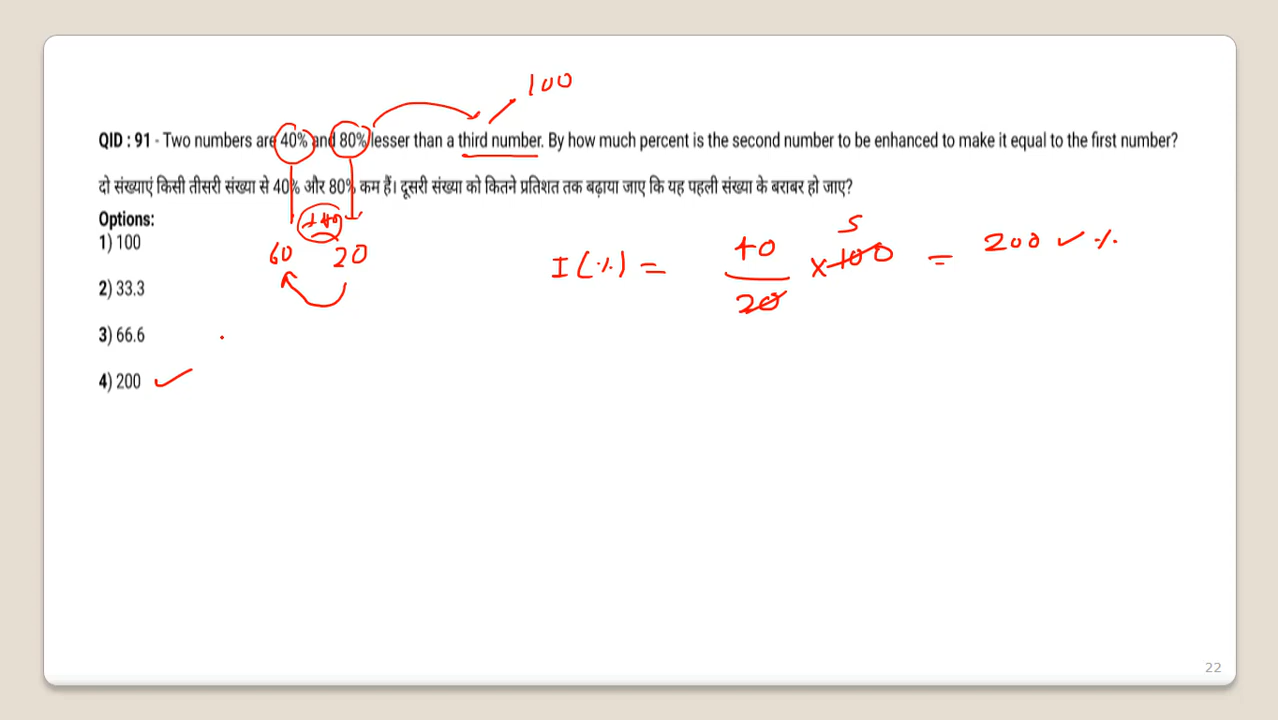 100
QID : 91 - Two numbers are 40% and 80% lesser than a third number. By how much percent is the second number to be enhanced to make it equal to the first number?
दो संख्याएं किसी तीसरी संख्या से 40% और 80% कम हैं। दूसरी संख्या को कितने प्रतिशत तक बढ़ाया जाए कि यह पहली संख्या के बराबर हो जाए?
Options:
1) 100
+40
60 20
5
I (%) = 40/20 × 100 = 200 ✓ %
2) 33.3
3) 66.6
4) 200 ✓
22